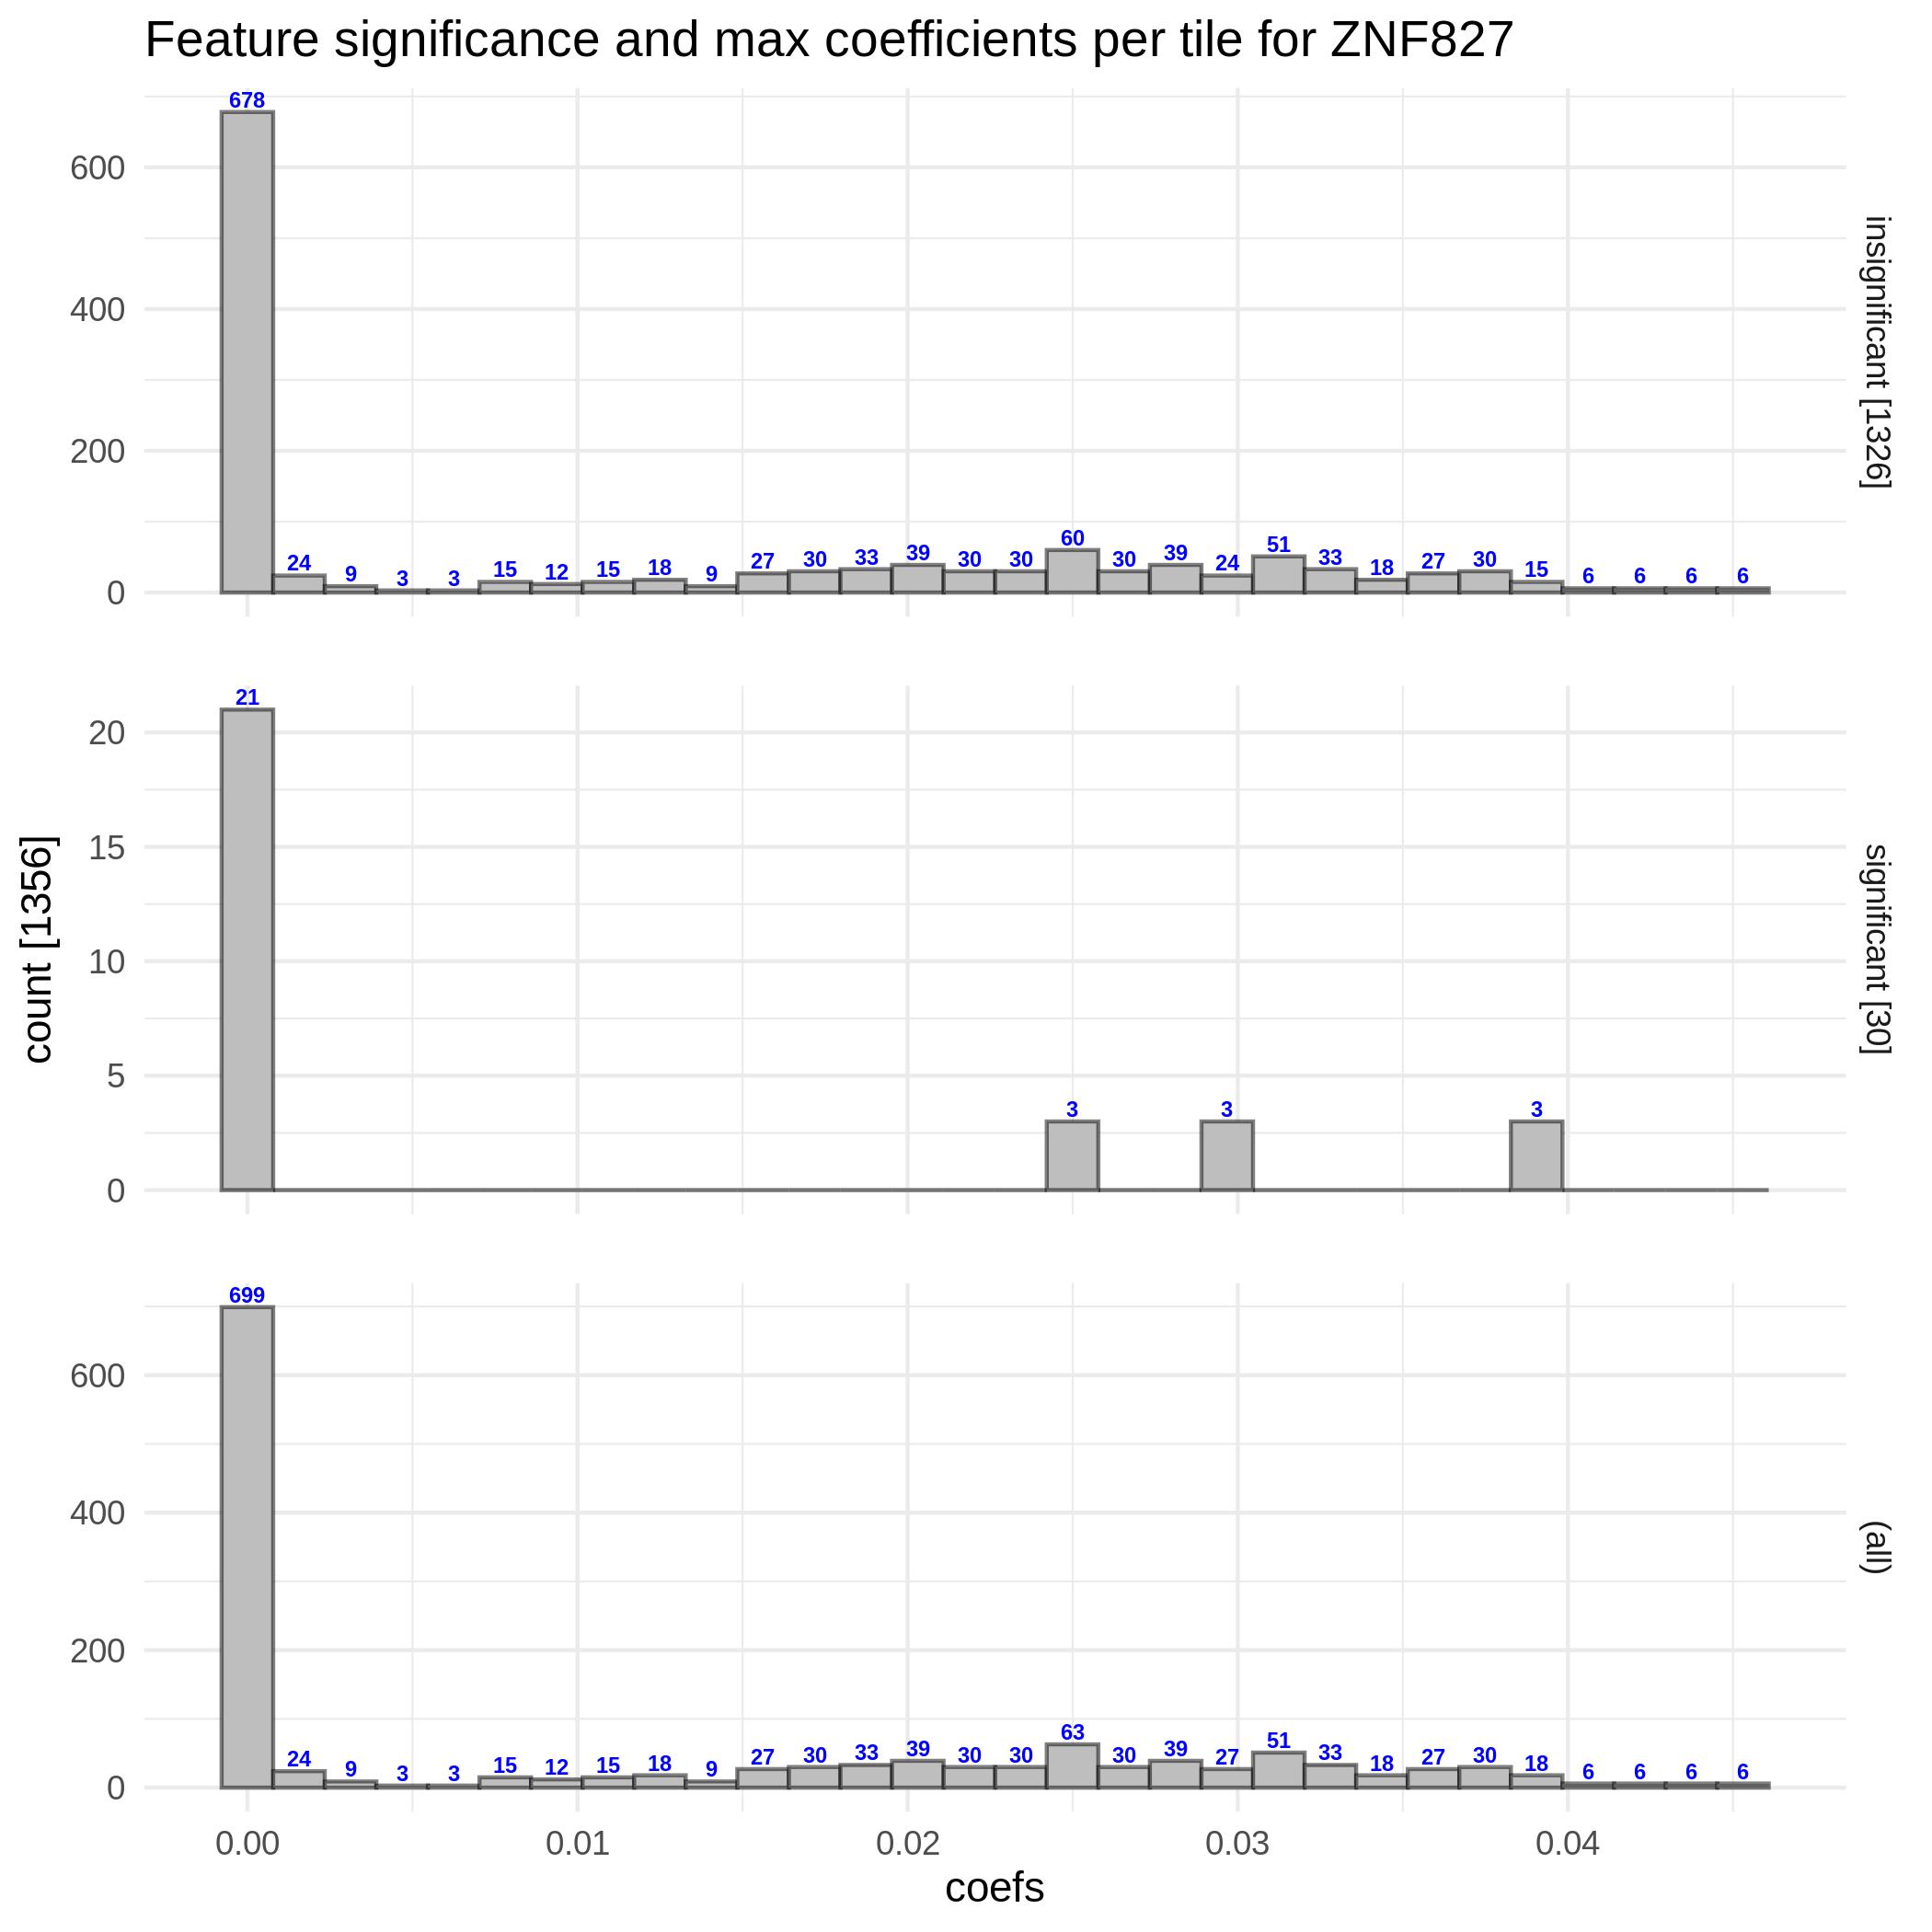 Feature significance and max coefficients per tile for ZNF827
678
600
400
200
0
24 9 3 3 15 12 15 18 9 27 30 33 39 30 30 60 30 39 24 51 33 18 27 30 15 6 6 6 6
insignificant [1326]
21
20
15
10
5
0
3 3 3
significant [30]
count [1356]
699
600
400
200
0
24 9 3 3 15 12 15 18 9 27 30 33 39 30 30 63 30 39 27 51 33 18 27 30 18 6 6 6 6
(all)
0.00 0.01 0.02 0.03 0.04
coefs